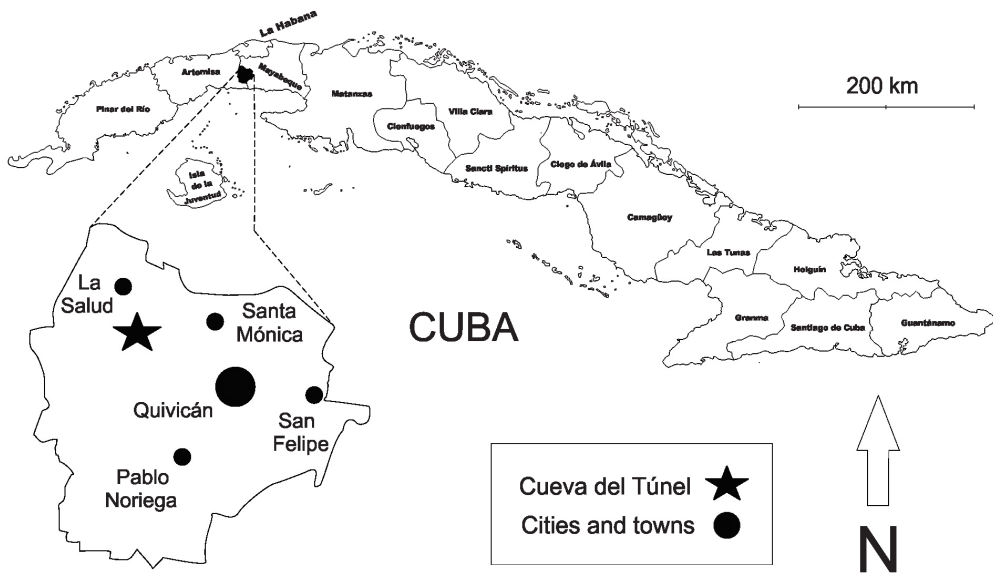 La Habana
Artemisa
Mayabeque
Pinar del Río
Matanzas
Villa Clara
Cienfuegos
Sancti Spiritus
Ciego de Ávila
Isla
de la
Juventud
Camagüey
Las Tunas
Holguín
Granma
Santiago de Cuba
Guantánamo
200 km
CUBA
La
Salud
Santa
Mónica
Quivicán
San
Felipe
Pablo
Noriega
Cueva del Túnel
Cities and towns
N